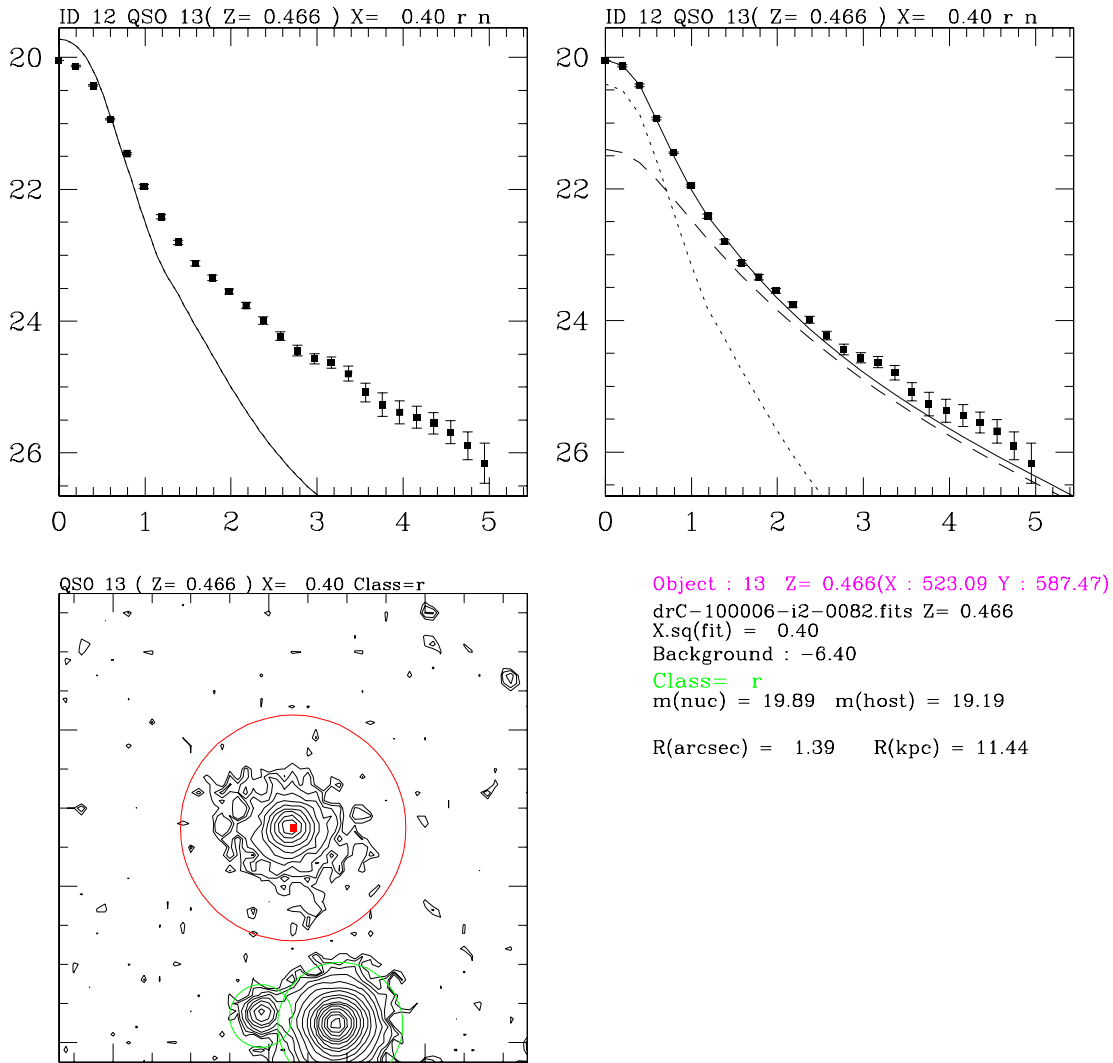 ID 12 QSO 13( Z= 0.466 ) X= 0.40 r n
20
22
24
26
0 1 2 3 4 5
ID 12 QSO 13( Z= 0.466 ) X= 0.40 r n
20
22
24
26
0 1 2 3 4 5
QSO 13 ( Z= 0.466 ) X= 0.40 Class=r
Object : 13 Z= 0.466(X : 523.09 Y : 587.47)
drC-100006-i2-0082.fits Z= 0.466
X.sq(fit) = 0.40
Background : -6.40
Class= r
m(nuc) = 19.89 m(host) = 19.19
R(arcsec) = 1.39 R(kpc) = 11.44